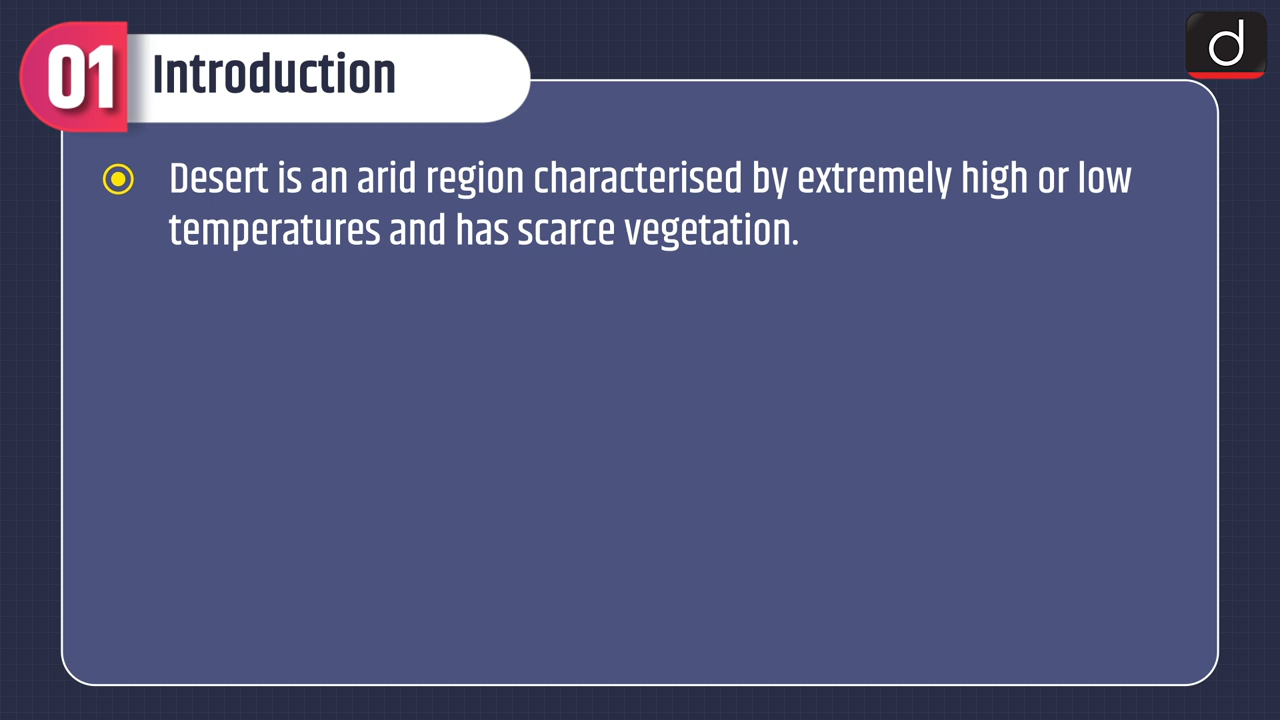 01 Introduction
d
Desert is an arid region characterised by extremely high or low
temperatures and has scarce vegetation.